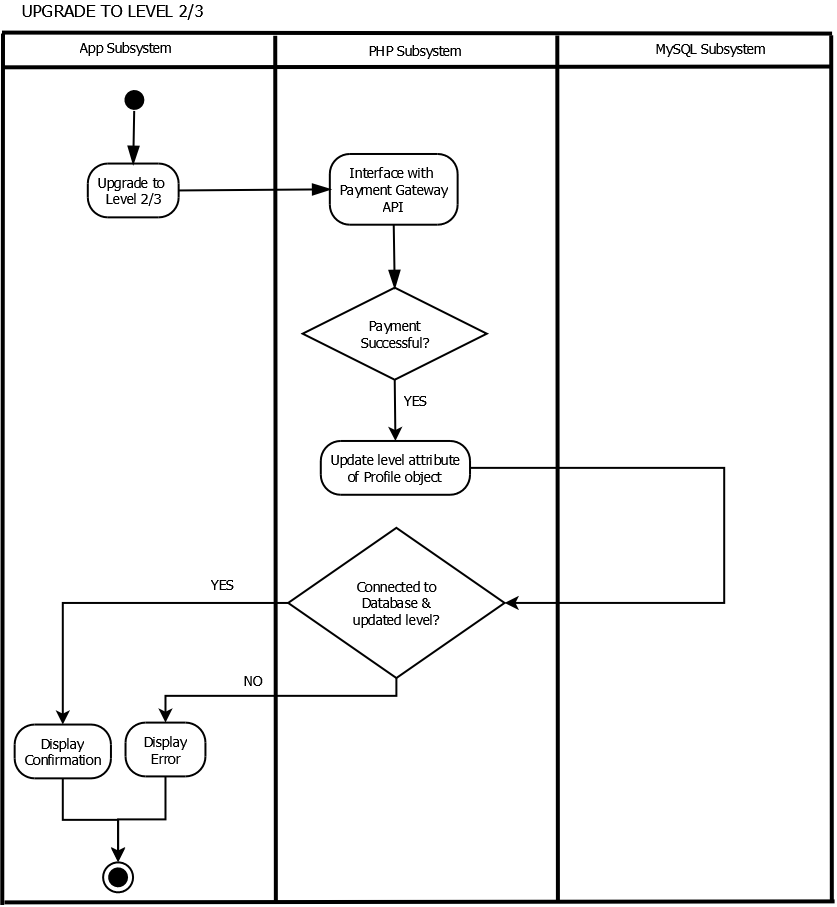 UPGRADE TO LEVEL 2/3
App Subsystem
PHP Subsystem
MySQL Subsystem
Upgrade to
Level 2/3
Interface with
Payment Gateway
API
Payment
Successful?
YES
Update level attribute
of Profile object
Connected to
Database &
updated level?
YES
NO
Display
Confirmation
Display
Error